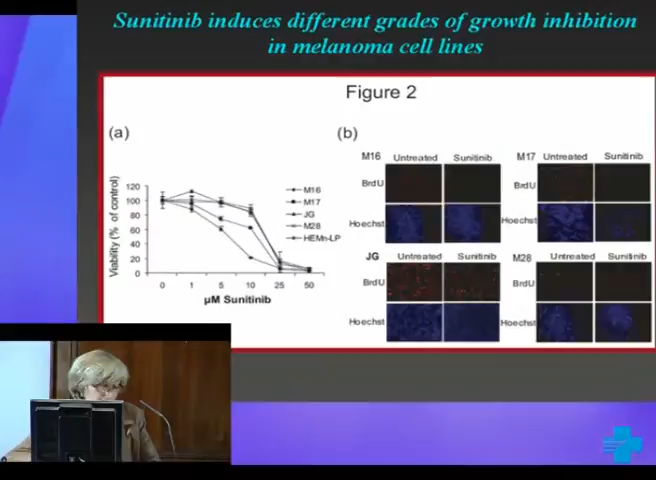 Sunitinib induces different grades of growth inhibition
in melanoma cell lines
Figure 2
(a)
Viability (% of control)
120
100
80
60
40
20
0
0 1 5 10 25 50
µM Sunitinib
M16
M17
JG
M28
HEMn-LP
(b)
M16 Untreated Sunitinib
BrdU
Hoechst
M17 Untreated Sunitinib
BrdU
Hoechst
JG Untreated Sunitinib
BrdU
Hoechst
M28 Untreated Sunitinib
BrdU
Hoechst